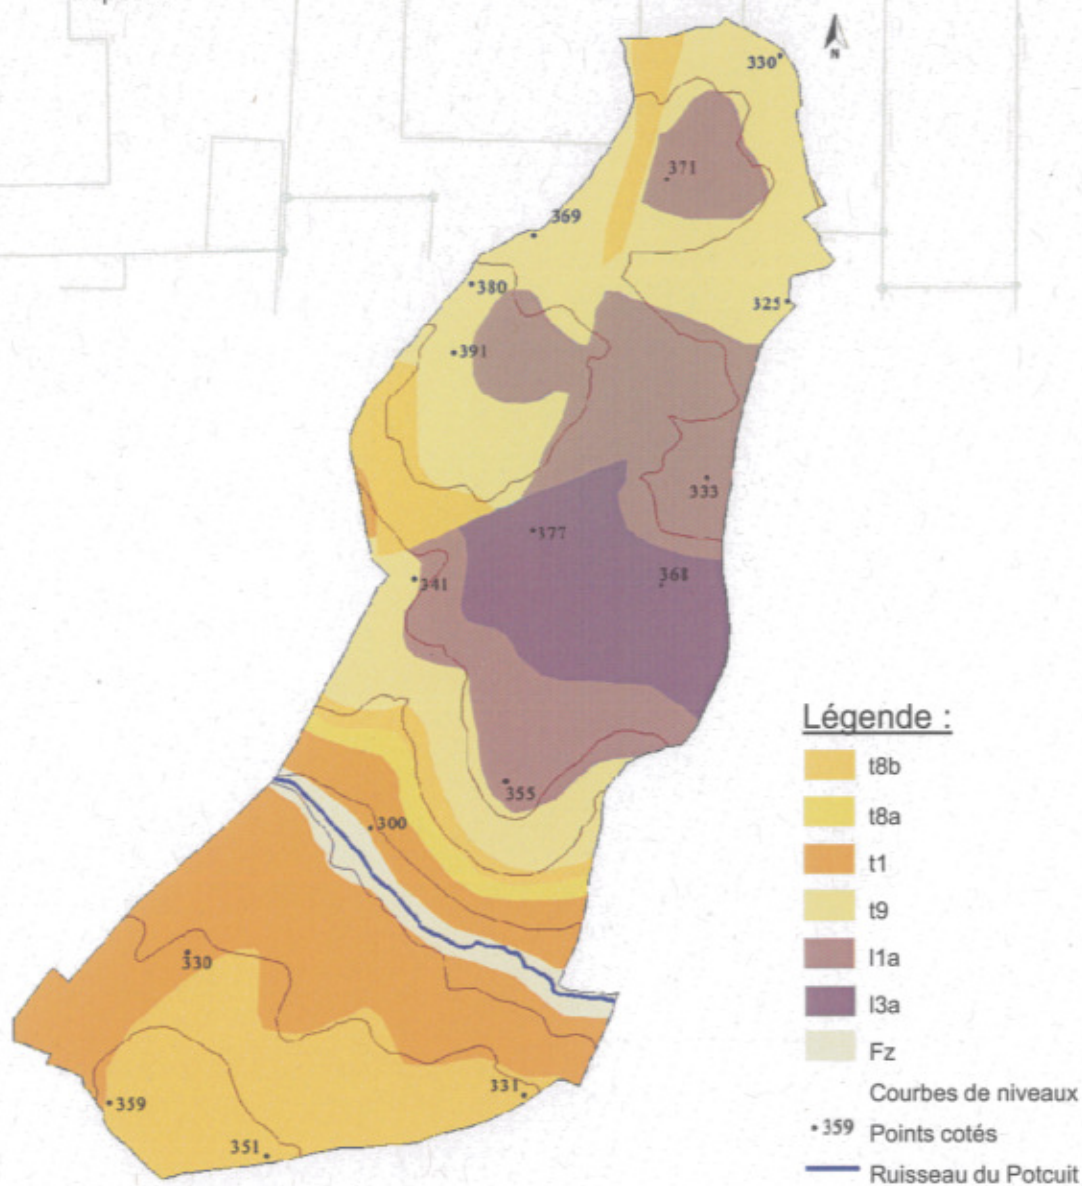 N
330
371
369
380
325
391
333
377
368
341
355
300
330
331
359
351
Légende :
t8b
t8a
t1
t9
l1a
l3a
Fz
Courbes de niveaux
359 Points cotés
Ruisseau du Potcuit